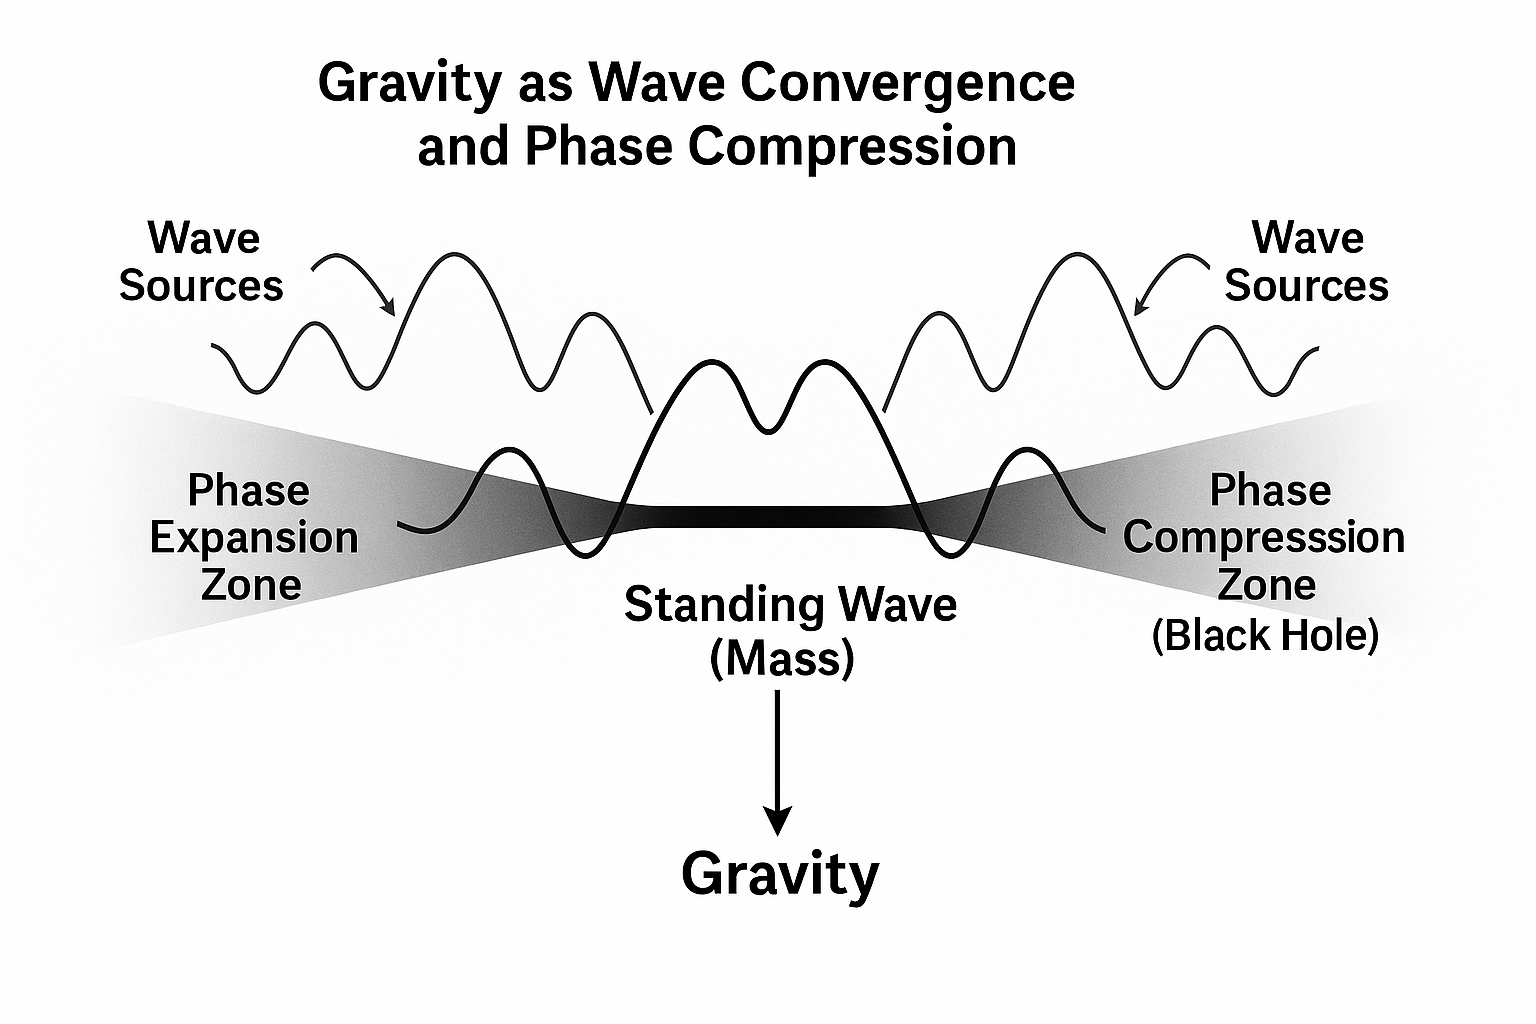 Gravity as Wave Convergence
and Phase Compression
Wave
Sources
Wave
Sources
Phase
Expansion
Zone
Phase
Compresssion
Zone
(Black Hole)
Standing Wave
(Mass)
Gravity